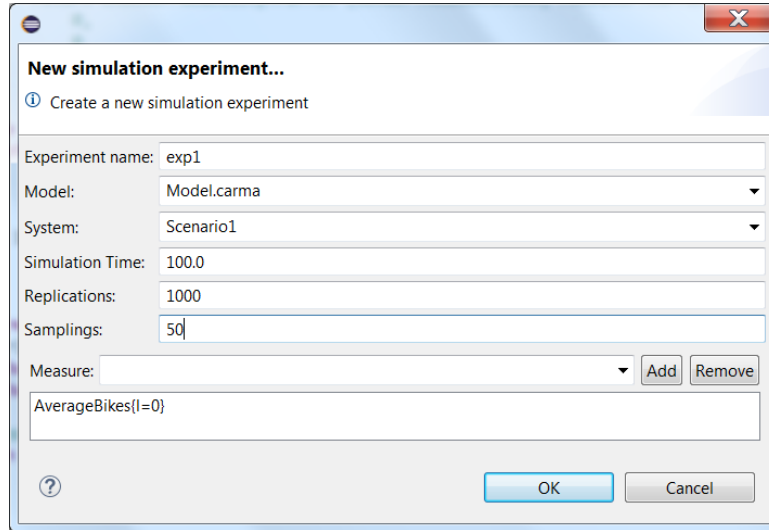 New simulation experiment...
Create a new simulation experiment
Experiment name: exp1
Model: Model.carma
System: Scenario1
Simulation Time: 100.0
Replications: 1000
Samplings: 50
Measure: Add Remove
AverageBikes{l=0}
? OK Cancel